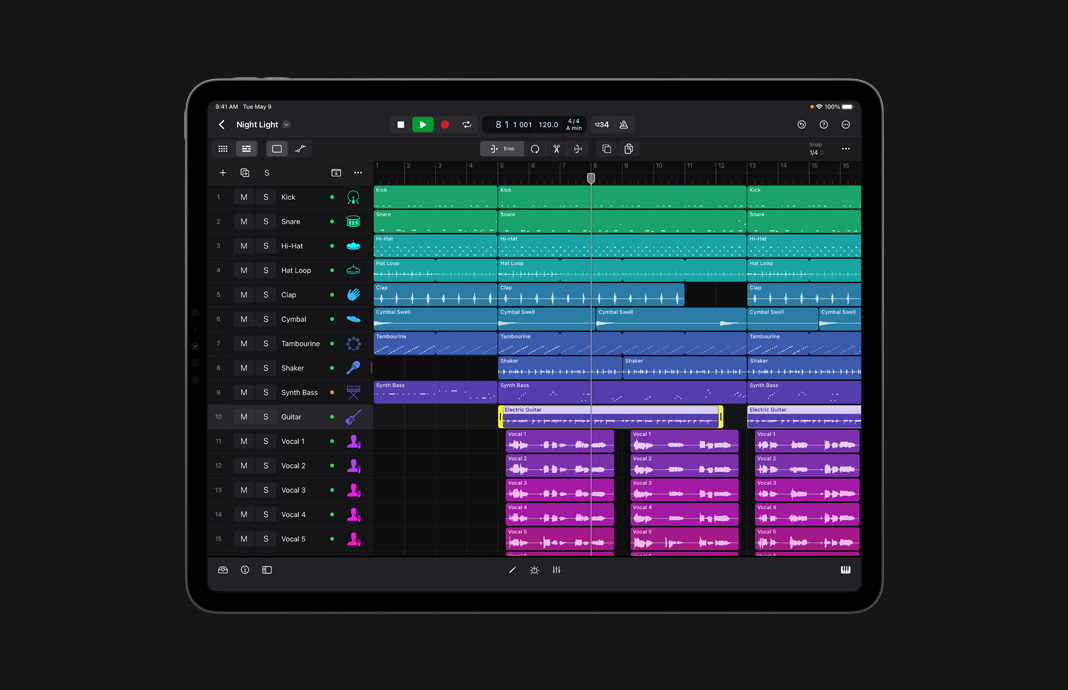 9:41 AM Tue May 9
100%
Night Light
8 1 1 001 120.0 4/4 A min
1234
Trim
Snap
1/4
S
1 2 3 4 5 6 7 8 9 10 11 12 13 14 15 16
1 M S Kick
Kick Kick Kick
2 M S Snare
Snare Snare Snare
3 M S Hi-Hat
Hi-Hat Hi-Hat Hi-Hat
4 M S Hat Loop
Hat Loop Hat Loop Hat Loop
5 M S Clap
Clap Clap Clap
6 M S Cymbal
Cymbal Swell Cymbal Swell Cymbal Swell Cymbal Swell Cymbal Swell
7 M S Tambourine
Tambourine Tambourine Tambourine
8 M S Shaker
Shaker Shaker Shaker
9 M S Synth Bass
Synth Bass Synth Bass Synth Bass
10 M S Guitar
Electric Guitar Electric Guitar
11 M S Vocal 1
Vocal 1 Vocal 1 Vocal 1
12 M S Vocal 2
Vocal 2 Vocal 2 Vocal 2
13 M S Vocal 3
Vocal 3 Vocal 3 Vocal 3
14 M S Vocal 4
Vocal 4 Vocal 4 Vocal 4
15 M S Vocal 5
Vocal 5 Vocal 5 Vocal 5